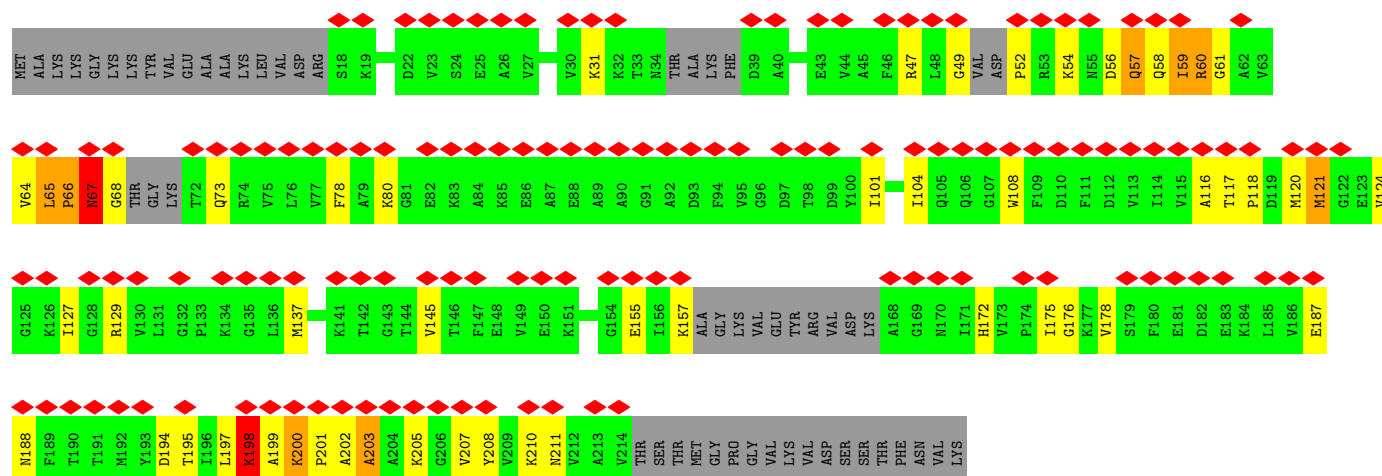 MET ALA LYS LYS GLY LYS LYS TYR VAL GLU ALA ALA LYS LEU VAL ASP ARG S18 K19 D22 V23 S24 E25 A26 V27 V30 K31 K32 T33 N34 THR ALA LYS PHE D39 A40 E43 V44 A45 F46 R47 L48 G49 VAL ASP P52 R53 K54 N55 D56 Q57 Q58 I59 R60 G61 A62 V63
V64 L65 P66 N67 G68 THR GLY LYS T72 Q73 R74 V75 L76 V77 F78 A79 K80 G81 E82 K83 A84 K85 E86 A87 E88 A89 A90 G91 A92 D93 F94 V95 G96 D97 T98 D99 Y100 I101 I104 Q105 Q106 G107 W108 F109 D110 F111 D112 V113 I114 V115 A116 T117 P118 D119 M120 M121 G122 E123 V124
G125 K126 I127 G128 R129 V130 L131 G132 P133 K134 G135 L136 M137 K141 T142 G143 T144 V145 T146 F147 E148 V149 E150 K151 G154 E155 I156 K157 ALA GLY LYS VAL GLU TYR ARG VAL ASP LYS A168 G169 N170 I171 H172 V173 P174 I175 G176 K177 V178 S179 F180 E181 D182 E183 K184 L185 V186 E187
N188 F189 T190 T191 M192 Y193 D194 T195 I196 L197 K198 A199 K200 P201 A202 A203 A204 K205 G206 V207 Y208 V209 K210 N211 V212 A213 V214 THR SER THR MET GLY PRO GLY VAL LYS VAL ASP SER SER THR PHE ASN VAL LYS